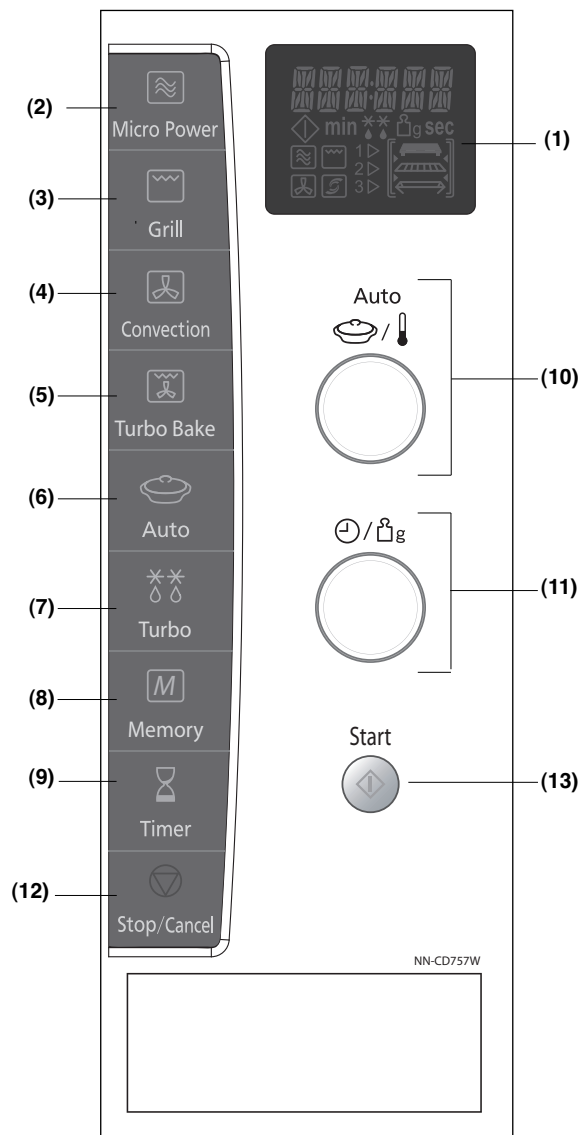 (2)
Micro Power
(3)
Grill
(4)
Convection
(5)
Turbo Bake
(6)
Auto
(7)
Turbo
(8)
M
Memory
(9)
Timer
(12)
Stop/Cancel
min g sec
1
2
3
(1)
Auto
/
(10)
/ g
(11)
Start
(13)
NN-CD757W